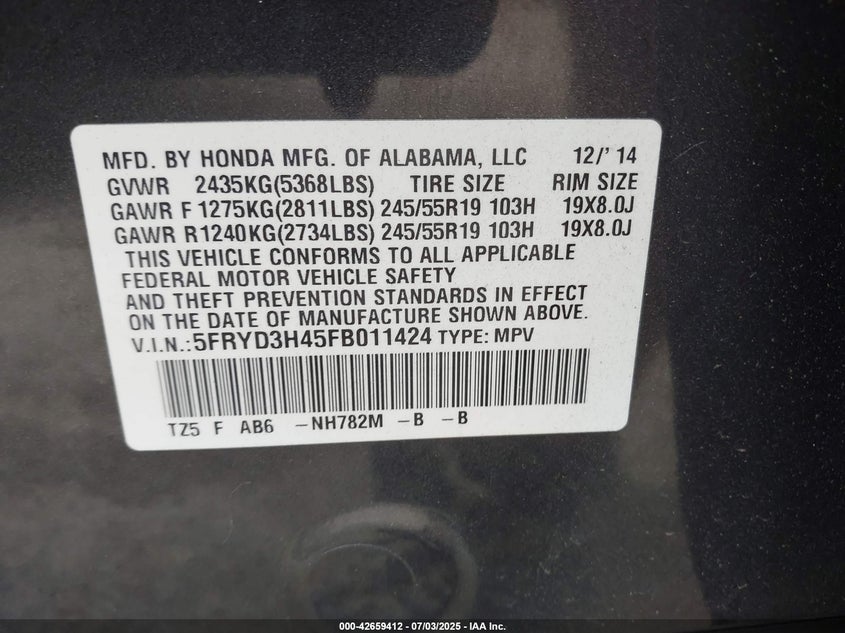 MFD. BY HONDA MFG. OF ALABAMA, LLC 12/' 14
GVWR 2435KG(5368LBS) TIRE SIZE RIM SIZE
GAWR F 1275KG(2811LBS) 245/55R19 103H 19X8.0J
GAWR R1240KG(2734LBS) 245/55R19 103H 19X8.0J
THIS VEHICLE CONFORMS TO ALL APPLICABLE
FEDERAL MOTOR VEHICLE SAFETY
AND THEFT PREVENTION STANDARDS IN EFFECT
ON THE DATE OF MANUFACTURE SHOWN ABOVE.
V.I.N.:5FRYD3H45FB011424 TYPE: MPV
TZ5 F AB6 -NH782M -B -B
000-42659412 - 07/03/2025 - IAA Inc.